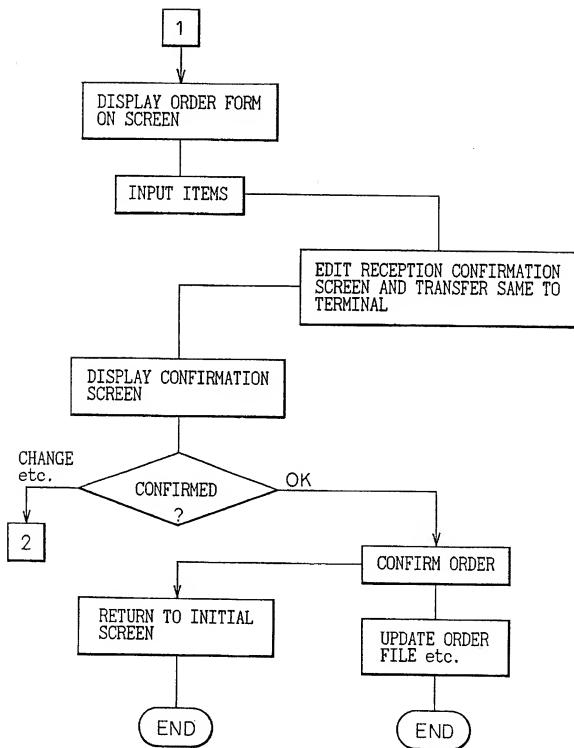 1
DISPLAY ORDER FORM
ON SCREEN
INPUT ITEMS
EDIT RECEPTION CONFIRMATION
SCREEN AND TRANSFER SAME TO
TERMINAL
DISPLAY CONFIRMATION
SCREEN
CHANGE
etc.
CONFIRMED
?
OK
2
CONFIRM ORDER
RETURN TO INITIAL
SCREEN
UPDATE ORDER
FILE etc.
END
END